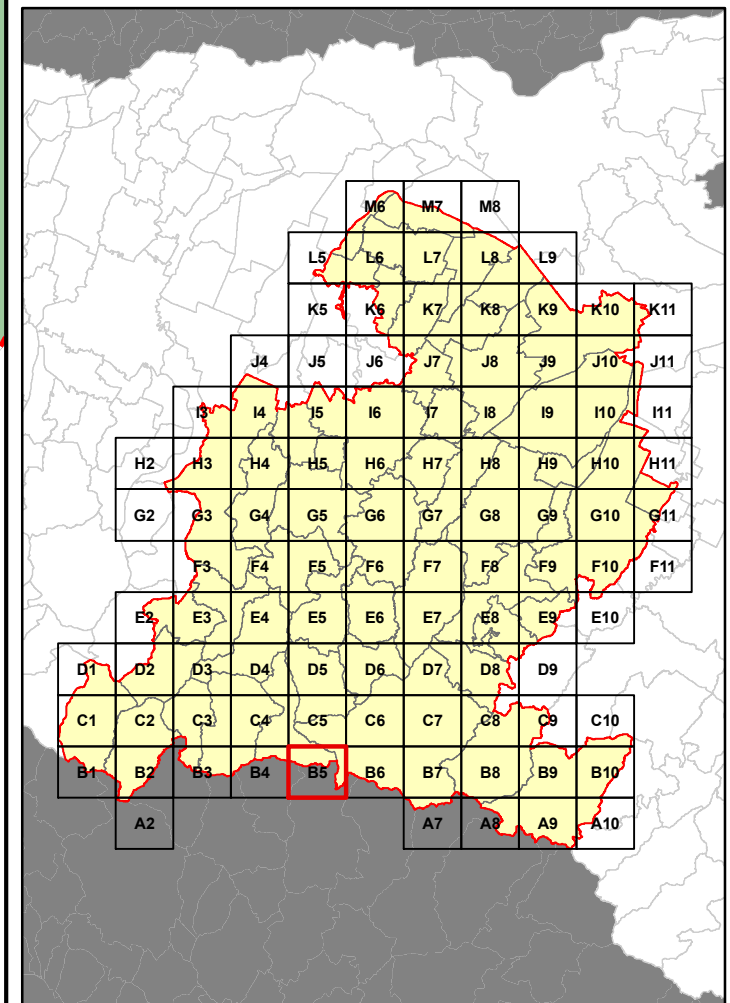 M6 M7 M8
L5 L6 L7 L8 L9
K5 K6 K7 K8 K9 K10 K11
J4 J5 J6 J7 J8 J9 J10 J11
I3 I4 I5 I6 I7 I8 I9 I10 I11
H2 H3 H4 H5 H6 H7 H8 H9 H10 H11
G2 G3 G4 G5 G6 G7 G8 G9 G10 G11
F3 F4 F5 F6 F7 F8 F9 F10 F11
E2 E3 E4 E5 E6 E7 E8 E9 E10
D1 D2 D3 D4 D5 D6 D7 D8 D9
C1 C2 C3 C4 C5 C6 C7 C8 C9 C10
B1 B2 B3 B4 B5 B6 B7 B8 B9 B10
A2 A7 A8 A9 A10